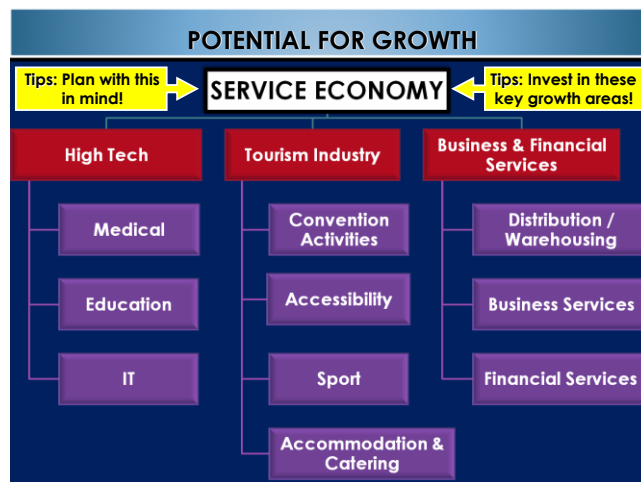 POTENTIAL FOR GROWTH
Tips: Plan with this
in mind!
SERVICE ECONOMY
Tips: Invest in these
key growth areas!
High Tech
Tourism Industry
Business & Financial
Services
Medical
Convention
Activities
Distribution /
Warehousing
Education
Accessibility
Business Services
IT
Sport
Financial Services
Accommodation &
Catering